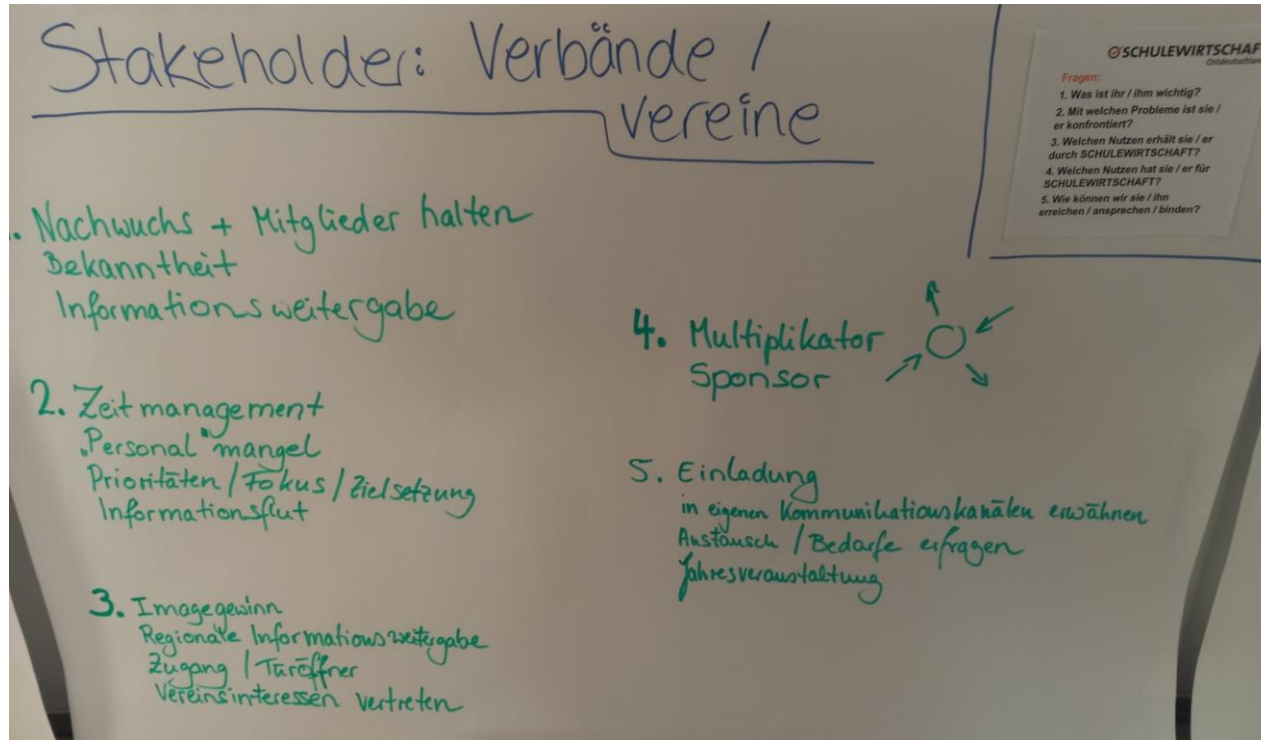 Stakeholder: Verbände /
Vereine
SCHULEWIRTSCHAF
Ostdeutschlan
Fragen:
1. Was ist ihr / ihm wichtig?
2. Mit welchen Probleme ist sie /
er konfrontiert?
3. Welchen Nutzen erhält sie / er
durch SCHULEWIRTSCHAFT?
4. Welchen Nutzen hat sie / er für
SCHULEWIRTSCHAFT?
5. Wie können wir sie / ihn
erreichen / ansprechen / binden?
. Nachwuchs + Mitglieder halten
Bekanntheit
Informationsweitergabe
2. Zeitmanagement
„Personal“mangel
Prioritäten / Fokus / Zielsetzung
Informationsflut
3. Imagegewinn
Regionale Informationsweitergabe
Zugang / Türöffner
Vereinsinteressen vertreten
4. Multiplikator
Sponsor
5. Einladung
in eigenen Kommunikationskanälen erwähnen
Austausch / Bedarfe erfragen
Jahresveranstaltung